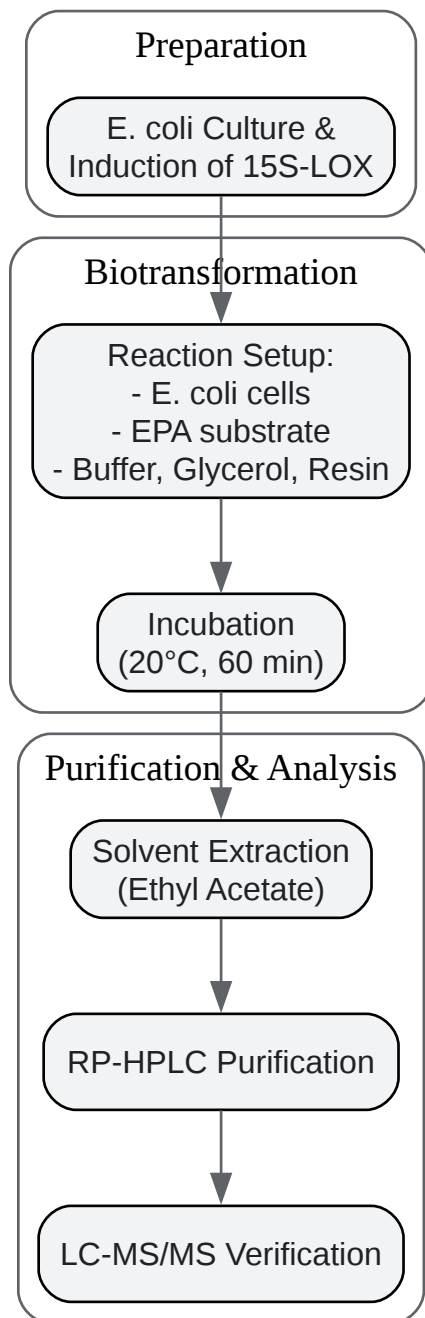 Preparation
E. coli Culture &
Induction of 15S-LOX
Biotransformation
Reaction Setup:
- E. coli cells
- EPA substrate
- Buffer, Glycerol, Resin
Incubation
(20°C, 60 min)
Purification & Analysis
Solvent Extraction
(Ethyl Acetate)
RP-HPLC Purification
LC-MS/MS Verification